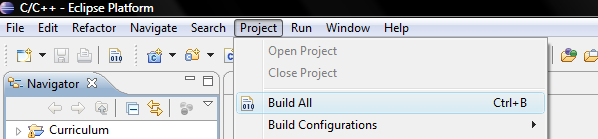 C/C++ - Eclipse Platform
File Edit Refactor Navigate Search Project Run Window Help
Open Project
Close Project
Navigator
Build All Ctrl+B
Curriculum
Build Configurations